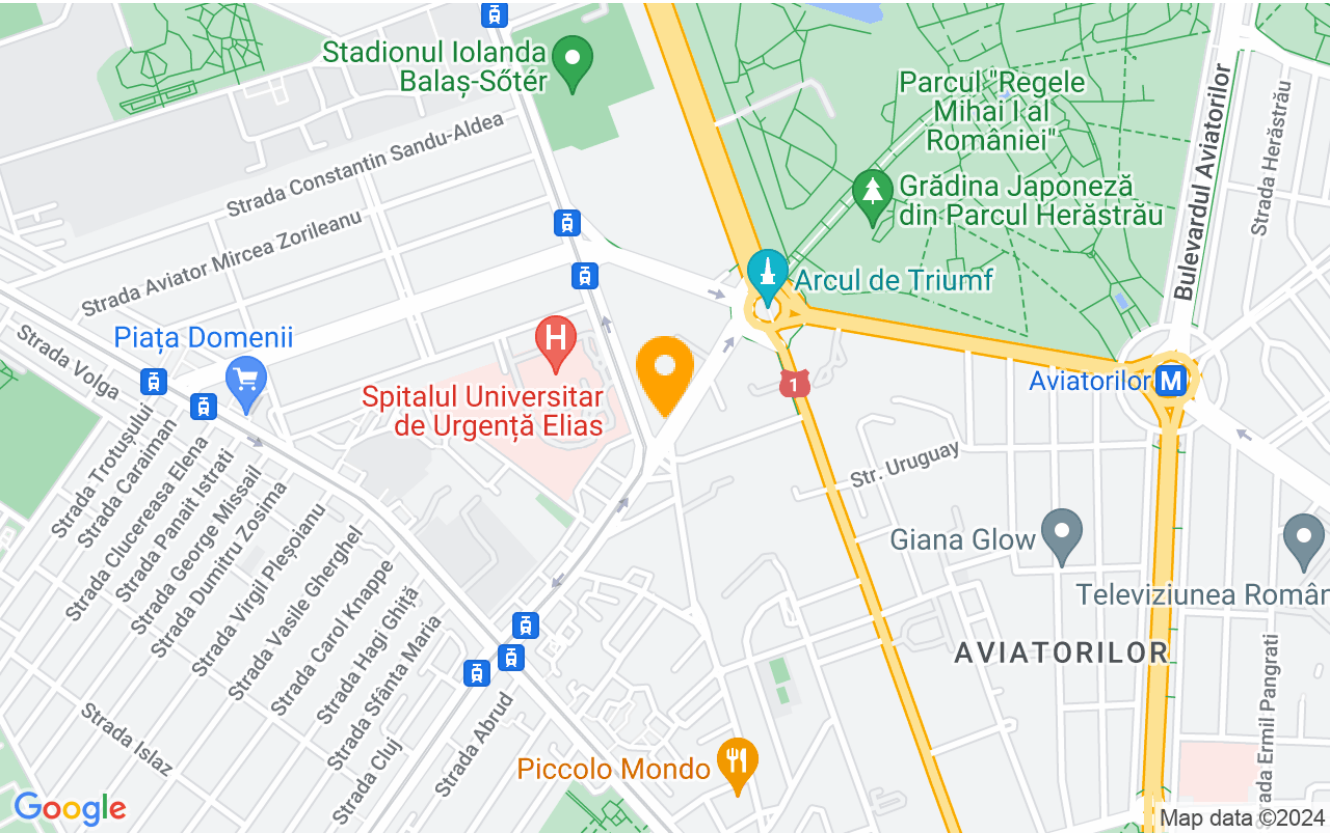 Stadionul Iolanda
Balaș-Sőtér
Parcul "Regele
Mihai I al
României"
Bulevardul Aviatorilor
Strada Herăstrău
Strada Constantin Sandu-Aldea
Grădina Japoneză
din Parcul Herăstrău
Strada Aviator Mircea Zorileanu
Arcul de Triumf
Piața Domenii
Strada Volga
H
Spitalul Universitar
de Urgență Elias
1
Aviatorilor
M
Strada Trotușului
Strada Caraiman
Strada Clucereasa Elena
Strada Panait Istrati
Strada George Missail
Strada Dumitru Zosima
Strada Virgil Pleșoianu
Strada Vasile Gherghel
Strada Carol Knappe
Strada Hagi Ghiță
Strada Sfânta Maria
Strada Cluj
Strada Abrud
Strada Islaz
Str. Uruguay
Giana Glow
Televiziunea Român
AVIATORILOR
Strada Ermil Pangrati
Piccolo Mondo
Google
Map data ©2024